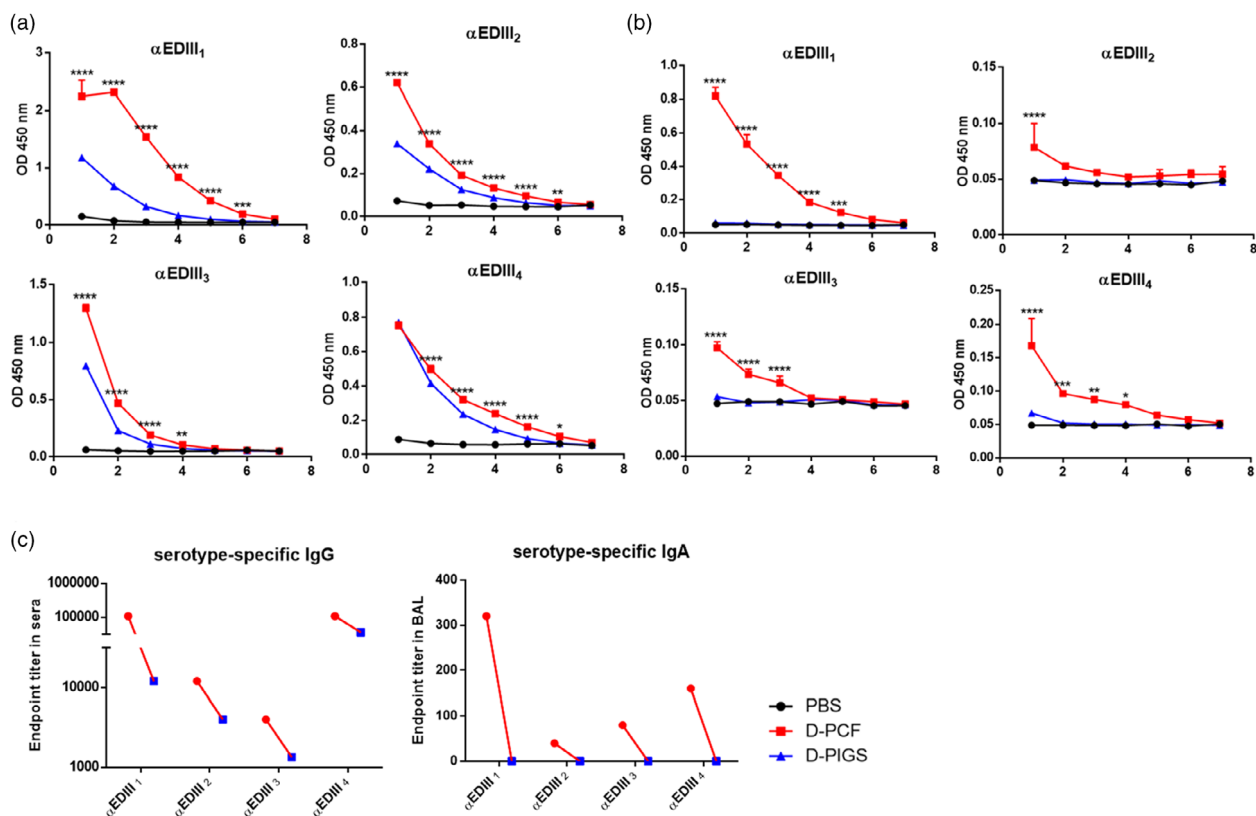 (a)
αEDIII1
OD 450 nm
3
2
1
0
0 2 4 6 8
**** **** **** **** **** ***
αEDIII2
OD 450 nm
0.8
0.6
0.4
0.2
0.0
0 2 4 6 8
**** **** **** **** **** **
αEDIII3
OD 450 nm
1.5
1.0
0.5
0.0
0 2 4 6 8
**** **** **** **
αEDIII4
OD 450 nm
1.0
0.8
0.6
0.4
0.2
0.0
0 2 4 6 8
**** **** **** **** *
(b)
αEDIII1
OD 450 nm
1.0
0.8
0.6
0.4
0.2
0.0
0 2 4 6 8
**** **** **** **** ***
αEDIII2
OD 450 nm
0.15
0.10
0.05
0.00
0 2 4 6 8
****
αEDIII3
OD 450 nm
0.15
0.10
0.05
0.00
0 2 4 6 8
**** **** ****
αEDIII4
OD 450 nm
0.25
0.20
0.15
0.10
0.05
0.00
0 2 4 6 8
**** *** ** *
(c)
serotype-specific IgG
Endpoint titer in sera
1000000
100000
10000
1000
αEDIII 1
αEDIII 2
αEDIII 3
αEDIII 4
serotype-specific IgA
Endpoint titer in BAL
400
300
200
100
0
αEDIII 1
αEDIII 2
αEDIII 3
αEDIII 4
PBS
D-PCF
D-PIGS